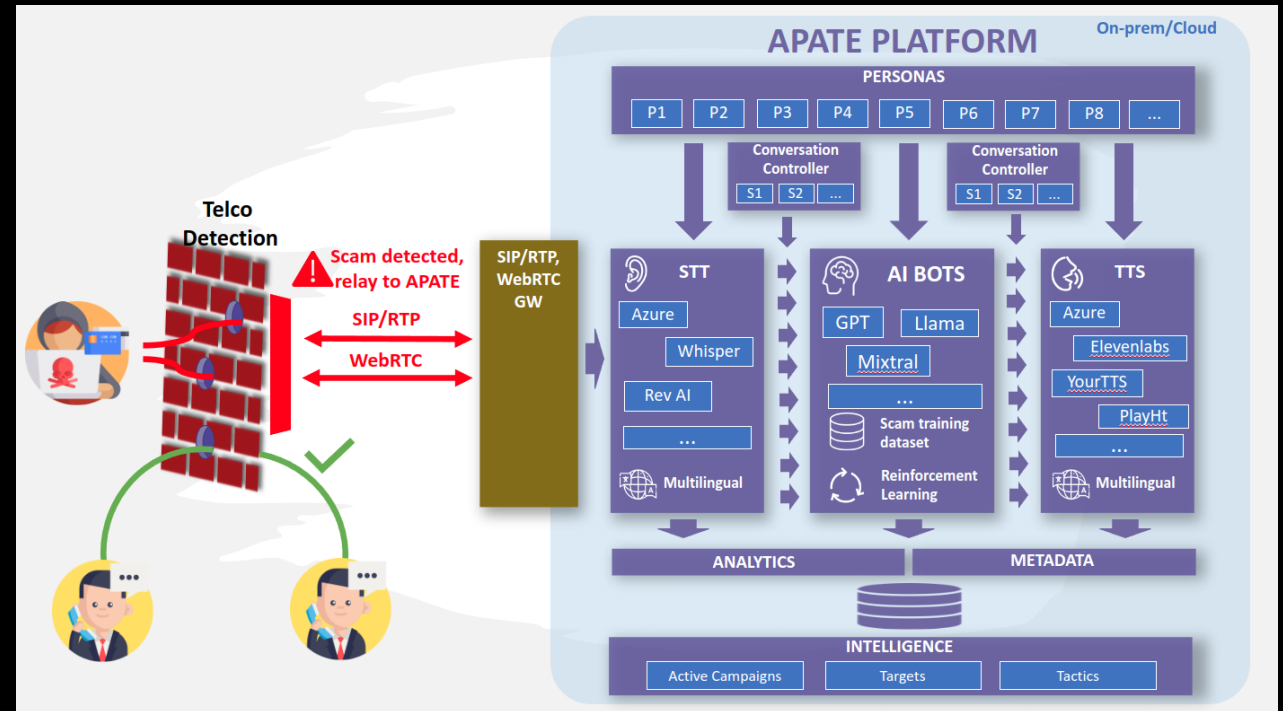 APATE PLATFORM
On-prem/Cloud
PERSONAS
P1
P2
P3
P4
P5
P6
P7
P8
...
Conversation
Controller
S1
S2
...
Conversation
Controller
S1
S2
...
Telco
Detection
Scam detected,
relay to APATE
SIP/RTP
WebRTC
SIP/RTP,
WebRTC
GW
STT
Azure
Whisper
Rev AI
...
Multilingual
AI BOTS
GPT
Llama
Mixtral
...
Scam training
dataset
Reinforcement
Learning
TTS
Azure
Elevenlabs
YourTTS
PlayHt
...
Multilingual
ANALYTICS
METADATA
INTELLIGENCE
Active Campaigns
Targets
Tactics